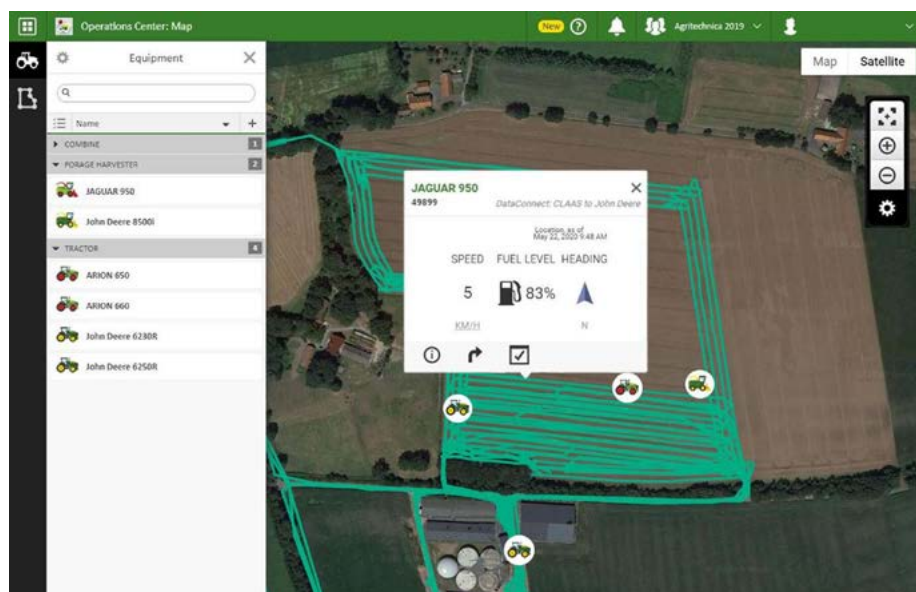 Operations Center: Map
New
Agritechnica 2019
Equipment
Name
COMBINE
1
FORAGE HARVESTER
2
JAGUAR 950
John Deere 8500i
TRACTOR
4
ARION 650
ARION 660
John Deere 6230R
John Deere 6250R
Map Satellite
JAGUAR 950
49899
DataConnect: CLAAS to John Deere
Location as of
May 22, 2020 9:48 AM
SPEED FUEL LEVEL HEADING
5 83%
KM/H N